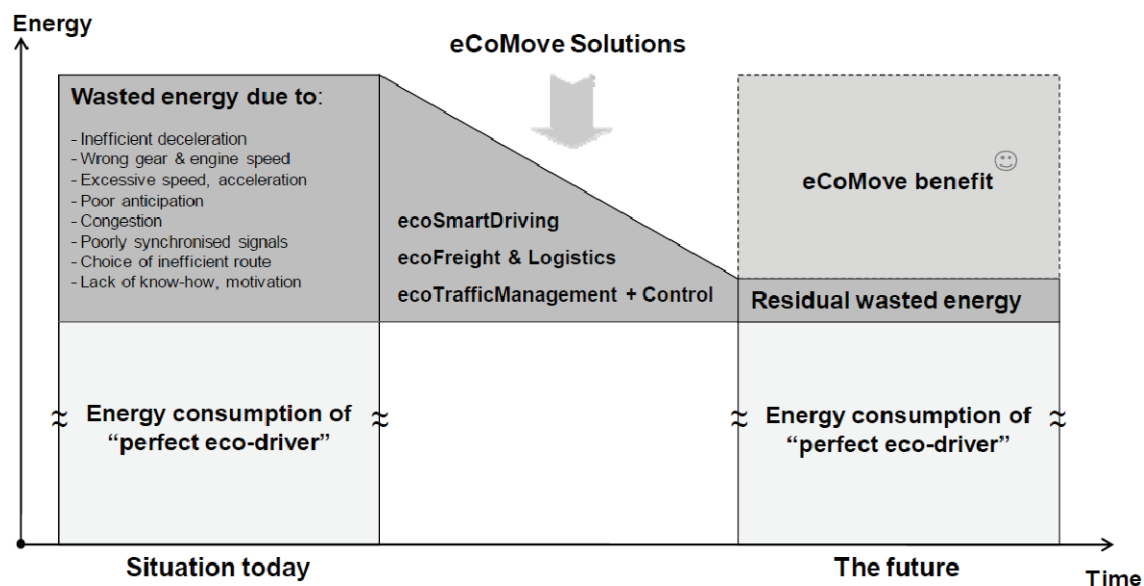 Energy
eCoMove Solutions
Wasted energy due to:
- Inefficient deceleration
- Wrong gear & engine speed
- Excessive speed, acceleration
- Poor anticipation
- Congestion
- Poorly synchronised signals
- Choice of inefficient route
- Lack of know-how, motivation
ecoSmartDriving
ecoFreight & Logistics
ecoTrafficManagement + Control
eCoMove benefit
Residual wasted energy
≈ Energy consumption of ≈
“perfect eco-driver”
≈ Energy consumption of ≈
“perfect eco-driver”
Situation today
The future
Time